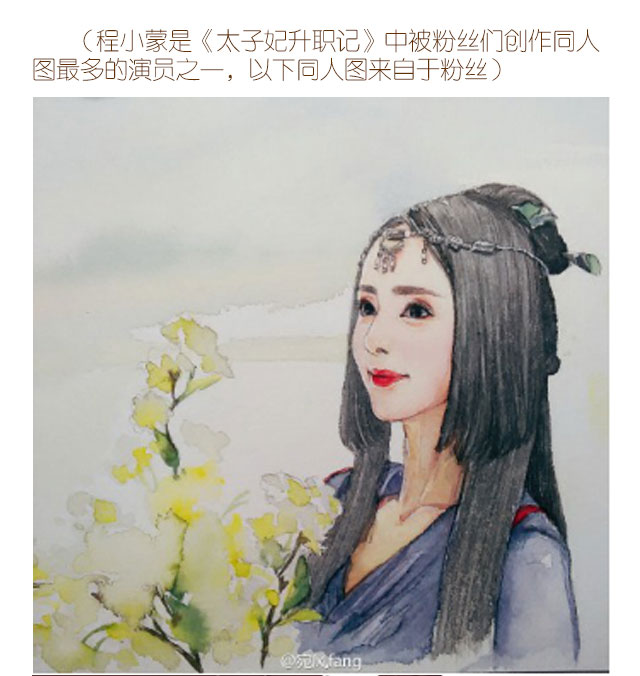 （程小蒙是《太子妃升职记》中被粉丝们创作同人
图最多的演员之一，以下同人图来自于粉丝）
@宛风fang